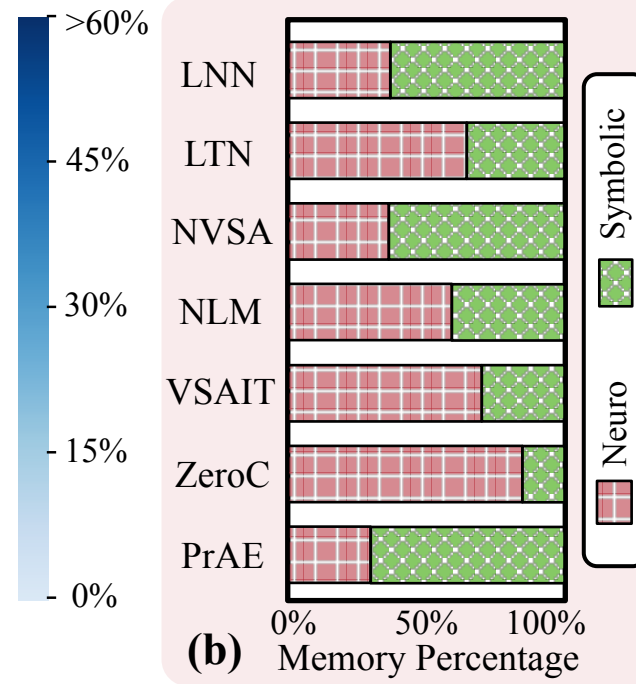 >60%
45%
30%
15%
0%
LNN
LTN
NVSA
NLM
VSAIT
ZeroC
PrAE
0% 50% 100%
(b) Memory Percentage
Symbolic
Neuro